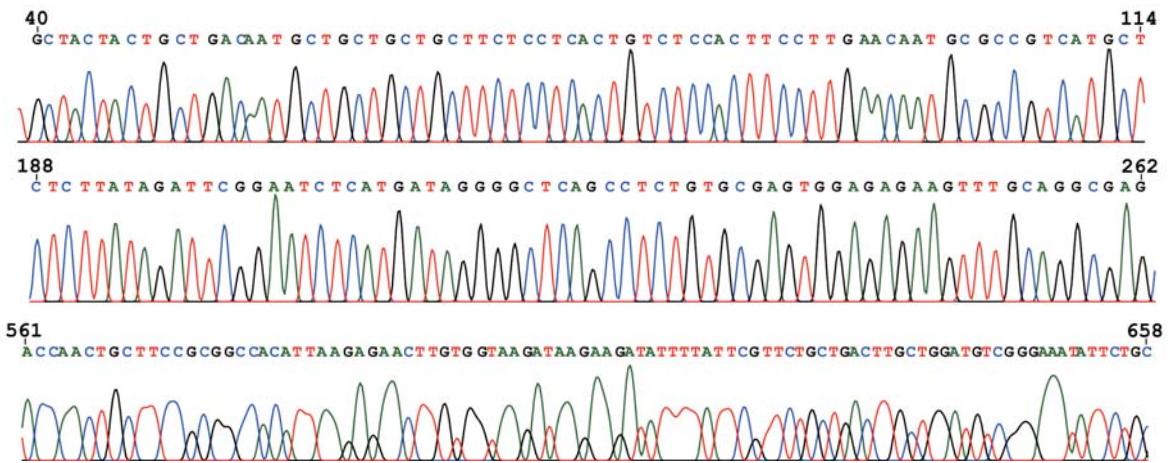 40 114
GCTACTACTGCTGACAATGCTGCTGCTGCTTCTCCTCACTGTCTCCACTTCCTTGAACAATGCGCCGTCATGCT
188 262
CTCTTATAGATTCGGAATCTCATGATAGGGGCTCAGCCTCTGTGCGAGTGGAGAGAAGTTTGCAGGCGAG
561 658
ACCAACTGCTTCCGCGGCCACATTAAGAGAACTTGTGGTAAGATAAGAAGATATTTTATTCGTTCTGCTGACTTGCTGGATGTCGGGAAATATTCTGC